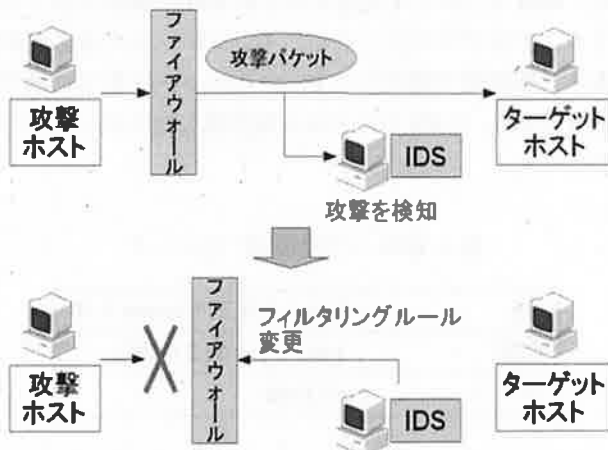 ファイアウォール
攻撃パケット
攻撃
ホスト
ターゲット
ホスト
IDS
攻撃を検知
ファイアウォール
フィルタリングルール
変更
攻撃
ホスト
ターゲット
ホスト
IDS